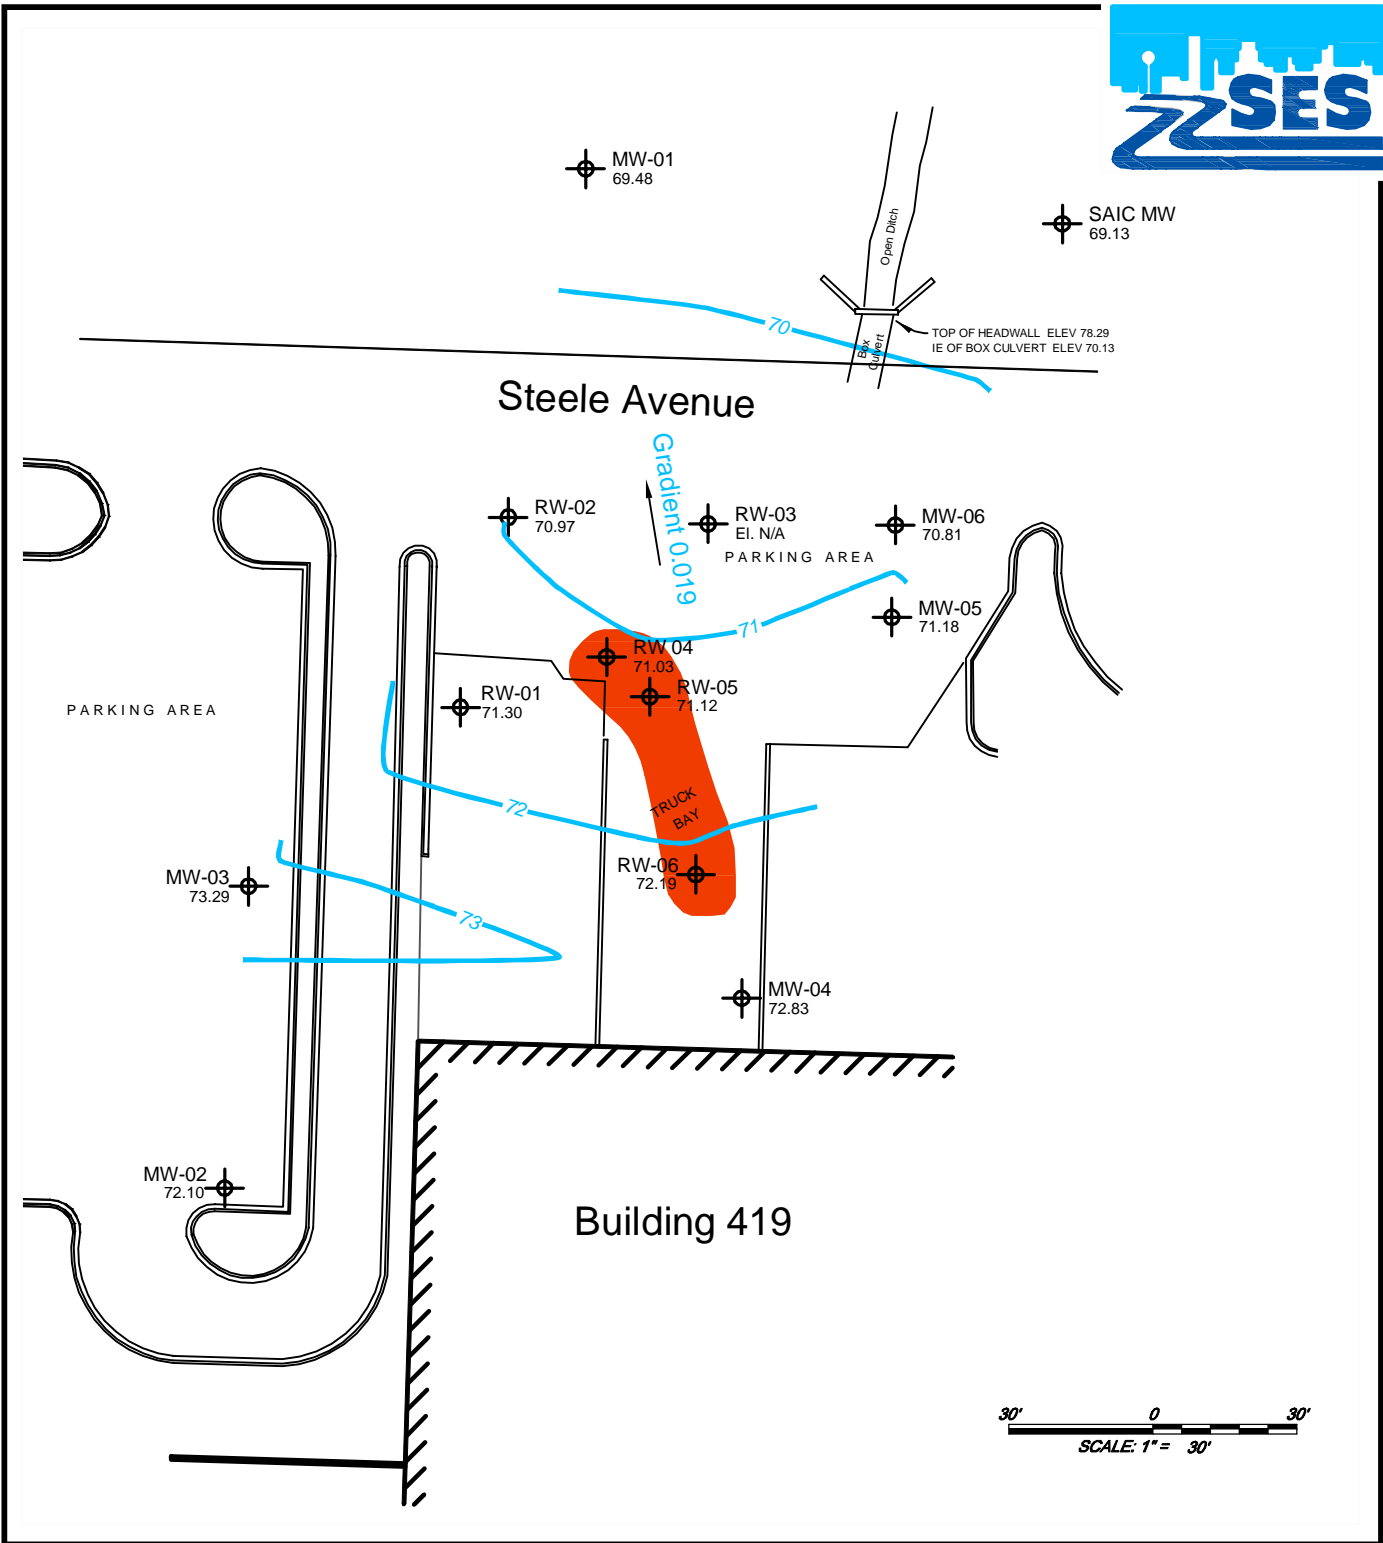 SES
MW-01
69.48
SAIC MW
69.13
Open Ditch
70
TOP OF HEADWALL ELEV 78.29
IE OF BOX CULVERT ELEV 70.13
Box
Culvert
Steele Avenue
Gradient 0.019
RW-02
70.97
RW-03
El. N/A
MW-06
70.81
PARKING AREA
MW-05
71.18
71
RW 04
71.03
RW-05
71.12
RW-01
71.30
PARKING AREA
72
TRUCK
BAY
RW-06
72.19
MW-03
73.29
73
MW-04
72.83
MW-02
72.10
Building 419
30' 0 30'
SCALE: 1" = 30'